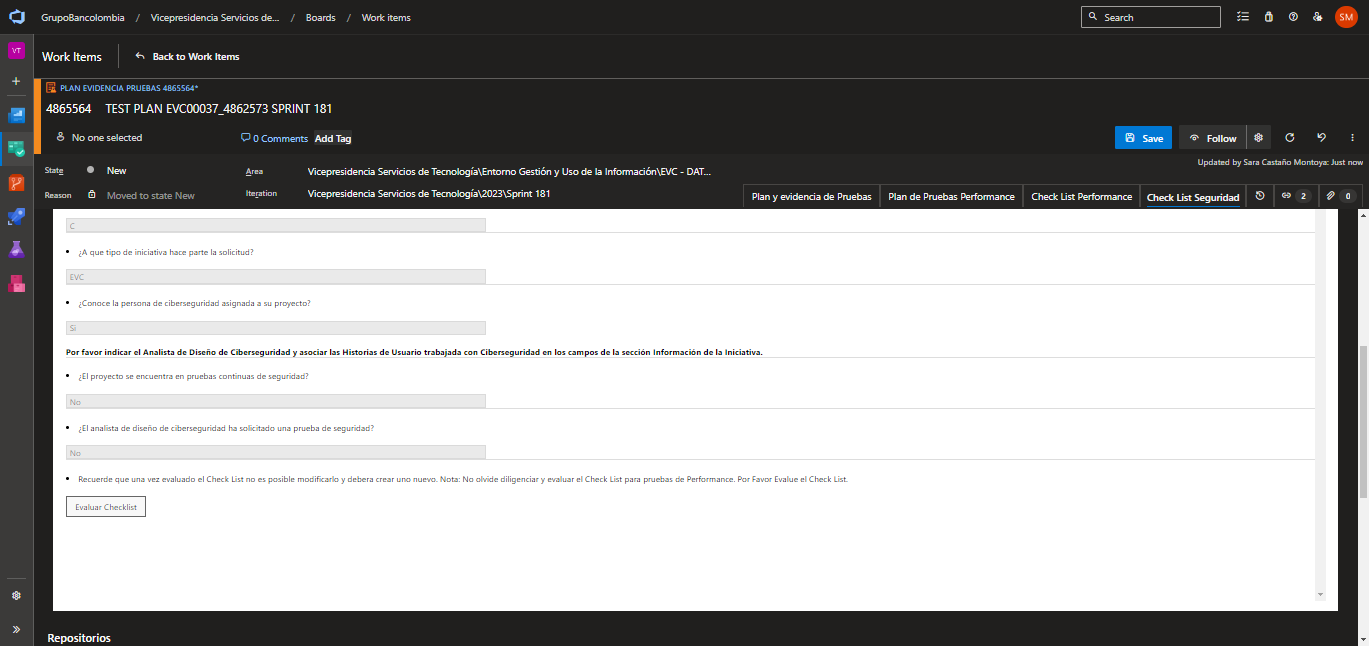 GrupoBancolombia / Vicepresidencia Servicios de... / Boards / Work items
Search
SM
VT
Work Items
Back to Work Items
PLAN EVIDENCIA PRUEBAS 4865564*
4865564 TEST PLAN EVC00037_4862573 SPRINT 181
No one selected
0 Comments
Add Tag
Save
Follow
Updated by Sara Castaño Montoya: Just now
State New
Area Vicepresidencia Servicios de Tecnología\Entorno Gestión y Uso de la Información\EVC - DAT...
Reason Moved to state New
Iteration Vicepresidencia Servicios de Tecnología\2023\Sprint 181
Plan y evidencia de Pruebas
Plan de Pruebas Performance
Check List Performance
Check List Seguridad
2
0
C
• ¿A que tipo de iniciativa hace parte la solicitud?
EVC
• ¿Conoce la persona de ciberseguridad asignada a su proyecto?
Si
Por favor indicar el Analista de Diseño de Ciberseguridad y asociar las Historias de Usuario trabajada con Ciberseguridad en los campos de la sección Información de la Iniciativa.
• ¿El proyecto se encuentra en pruebas continuas de seguridad?
No
• ¿El analista de diseño de ciberseguridad ha solicitado una prueba de seguridad?
No
• Recuerde que una vez evaluado el Check List no es posible modificarlo y debera crear uno nuevo. Nota: No olvide diligenciar y evaluar el Check List para pruebas de Performance. Por Favor Evalue el Check List.
Evaluar Checklist
Repositorios